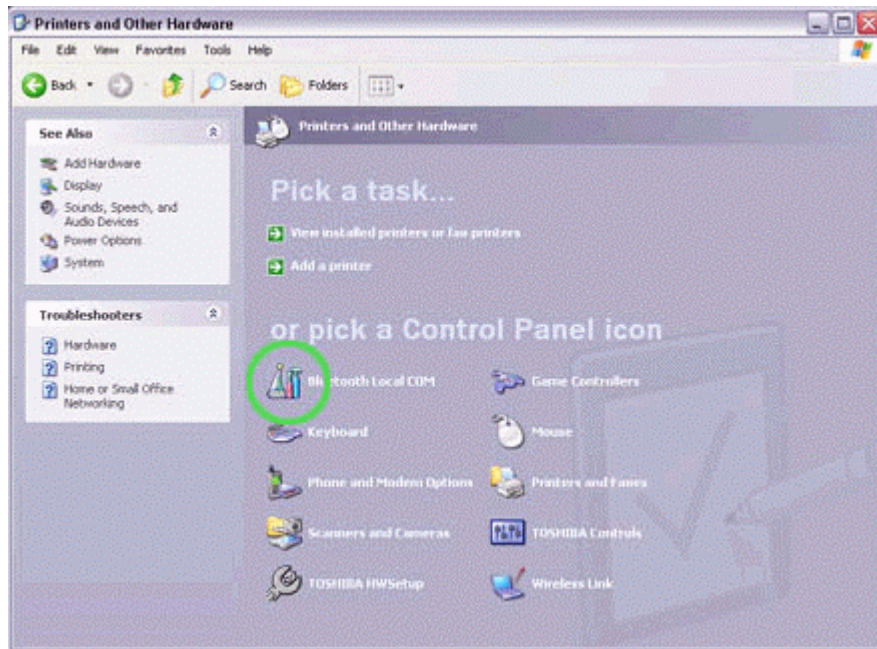 Printers and Other Hardware
File Edit View Favorites Tools Help
Back Search Folders
See Also
Add Hardware
Display
Sounds, Speech, and
Audio Devices
Power Options
System
Troubleshooters
Hardware
Printing
Home or Small Office
Networking
Printers and Other Hardware
Pick a task...
View installed printers or fax printers
Add a printer
or pick a Control Panel icon
Bluetooth Local COM
Game Controllers
Keyboard
Mouse
Phone and Modem Options
Printers and Faxes
Scanners and Cameras
TOSHIBA Controls
TOSHIBA HWSetup
Wireless Link